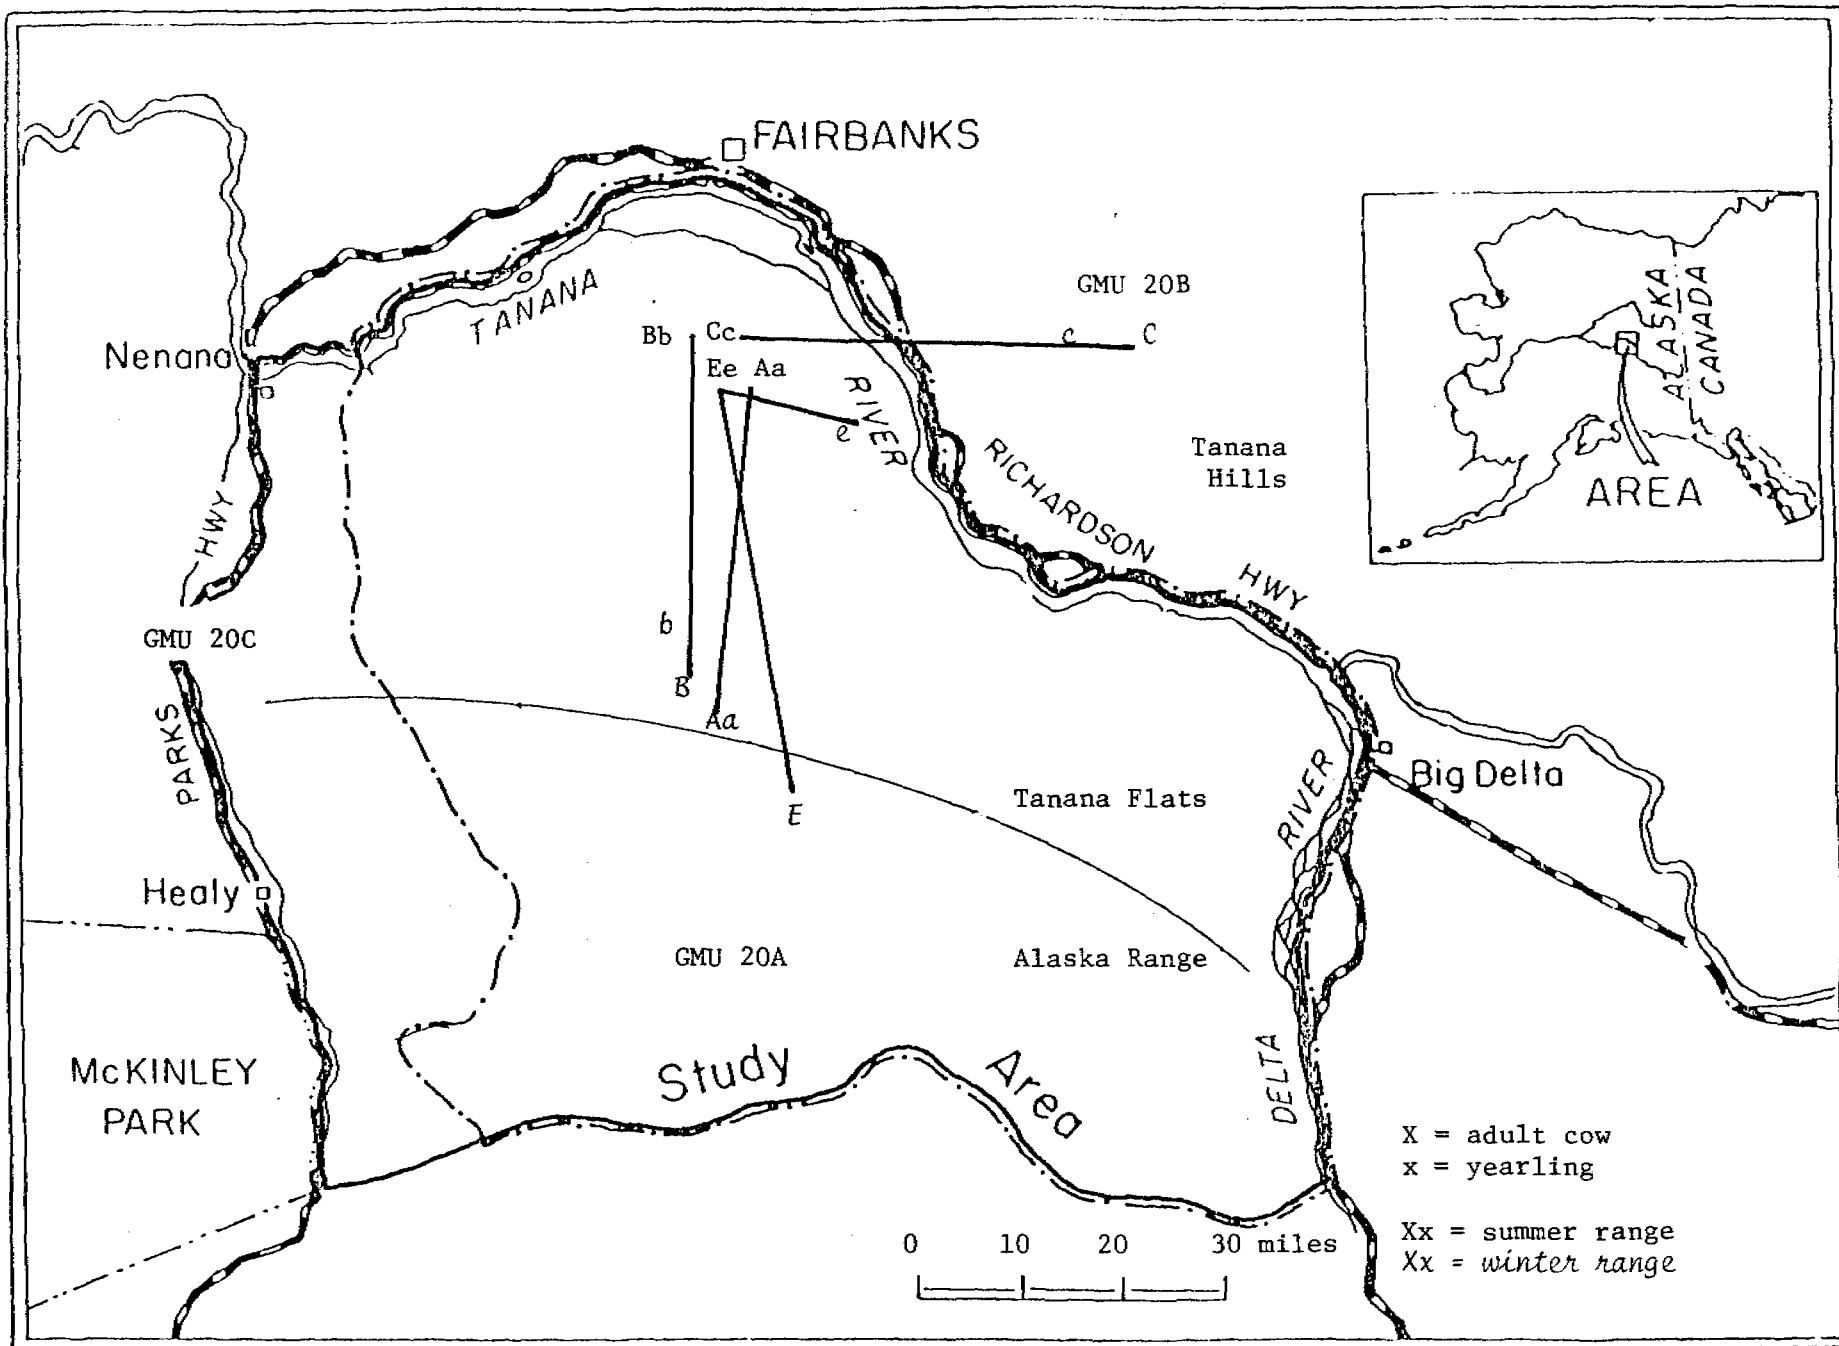 FAIRBANKS
GMU 20B
TANANA
ALASKA
CANADA
Bb
Cc
c
C
Nenana
Ee
Aa
RIVER
e
Tanana
Hills
RICHARDSON
AREA
HWY
HWY
b
GMU 20C
B
Aa
PARKS
RIVER
Big Delta
E
Tanana Flats
Healy
GMU 20A
Alaska Range
McKINLEY
PARK
Study Area
DELTA
X = adult cow
x = yearling
Xx = summer range
Xx = winter range
0 10 20 30 miles